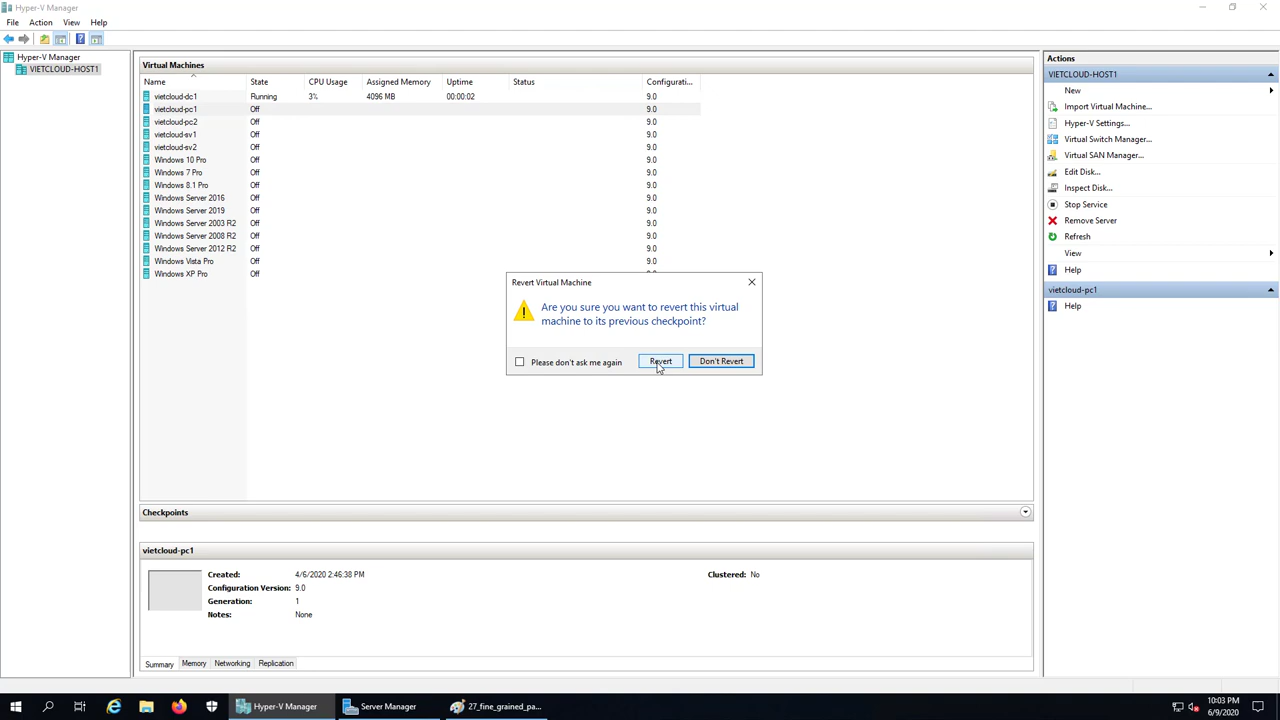 Hyper-V Manager
File Action View Help
Hyper-V Manager
VIETCLOUD-HOST1
Virtual Machines
Name State CPU Usage Assigned Memory Uptime Status Configurati...
vietcloud-dc1 Running 3% 4096 MB 00:00:02 9.0
vietcloud-pc1 Off 9.0
vietcloud-pc2 Off 9.0
vietcloud-sv1 Off 9.0
vietcloud-sv2 Off 9.0
Windows 10 Pro Off 9.0
Windows 7 Pro Off 9.0
Windows 8.1 Pro Off 9.0
Windows Server 2016 Off 9.0
Windows Server 2019 Off 9.0
Windows Server 2003 R2 Off 9.0
Windows Server 2008 R2 Off 9.0
Windows Server 2012 R2 Off 9.0
Windows Vista Pro Off 9.0
Windows XP Pro Off 9.0
Revert Virtual Machine
Are you sure you want to revert this virtual
machine to its previous checkpoint?
Please don't ask me again Revert Don't Revert
Checkpoints
vietcloud-pc1
Created: 4/6/2020 2:46:38 PM Clustered: No
Configuration Version: 9.0
Generation: 1
Notes: None
Summary Memory Networking Replication
Actions
VIETCLOUD-HOST1
New
Import Virtual Machine...
Hyper-V Settings...
Virtual Switch Manager...
Virtual SAN Manager...
Edit Disk...
Inspect Disk...
Stop Service
Remove Server
Refresh
View
Help
vietcloud-pc1
Help
Hyper-V Manager Server Manager 27_fine_grained_pa...
10:03 PM
6/9/2020